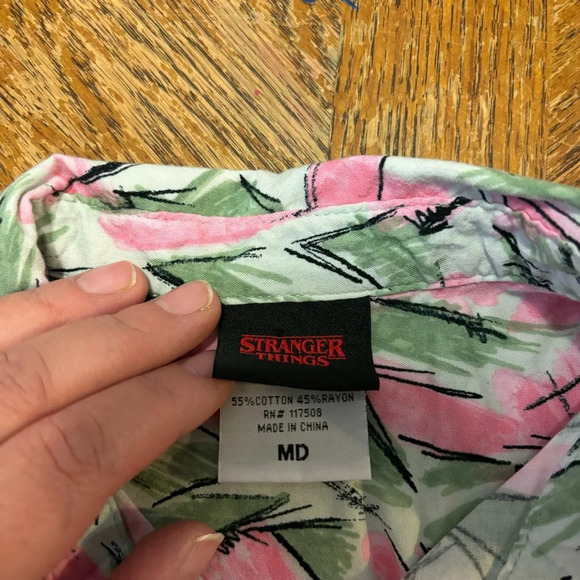 STRANGER
THINGS
55%COTTON 45%RAYON
RN# 117508
MADE IN CHINA
MD